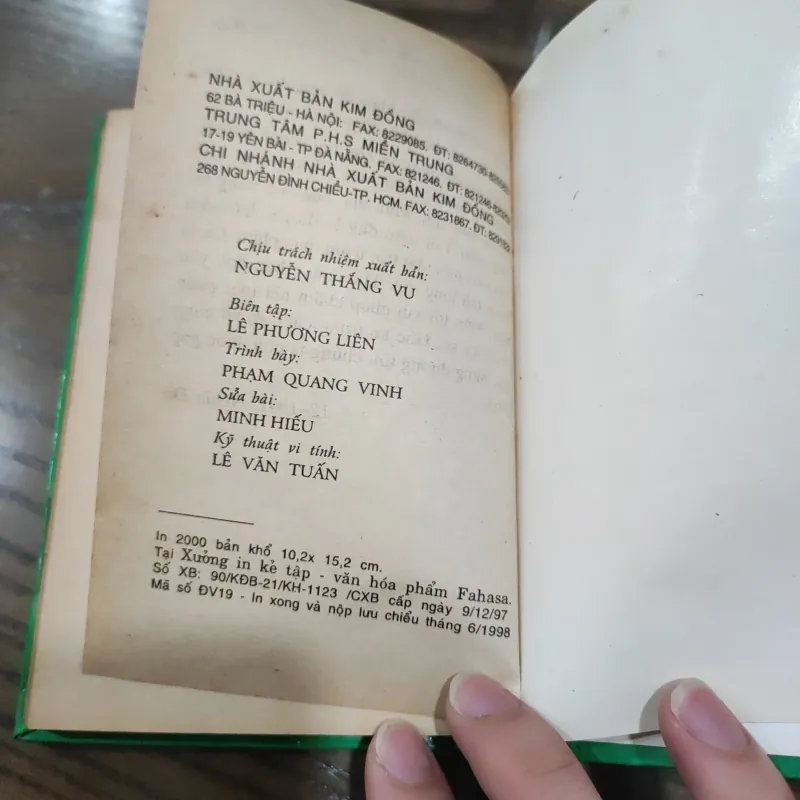 NHÀ XUẤT BẢN KIM ĐỒNG
62 BÀ TRIỆU - HÀ NỘI; FAX: 8229085. ĐT: 8264730-
TRUNG TÂM P.H.S MIỀN TRUNG
17-19 YÊN BÁI - TP ĐÀ NẴNG. FAX: 821246. ĐT: 821246-
CHI NHÁNH NHÀ XUẤT BẢN KIM ĐỒNG
268 NGUYỄN ĐÌNH CHIỂU-TP. HCM. FAX: 8231867. ĐT:
Chịu trách nhiệm xuất bản:
NGUYỄN THẮNG VU
Biên tập:
LÊ PHƯƠNG LIÊN
Trình bày:
PHẠM QUANG VINH
Sửa bài:
MINH HIẾU
Kỹ thuật vi tính:
LÊ VĂN TUẤN
In 2000 bản khổ 10,2x 15,2 cm.
Tại Xưởng in kẻ tập - văn hóa phẩm Fahasa.
Số XB: 90/KĐB-21/KH-1123 /CXB cấp ngày 9/12/97
Mã số ĐV19 - In xong và nộp lưu chiểu tháng 6/1998